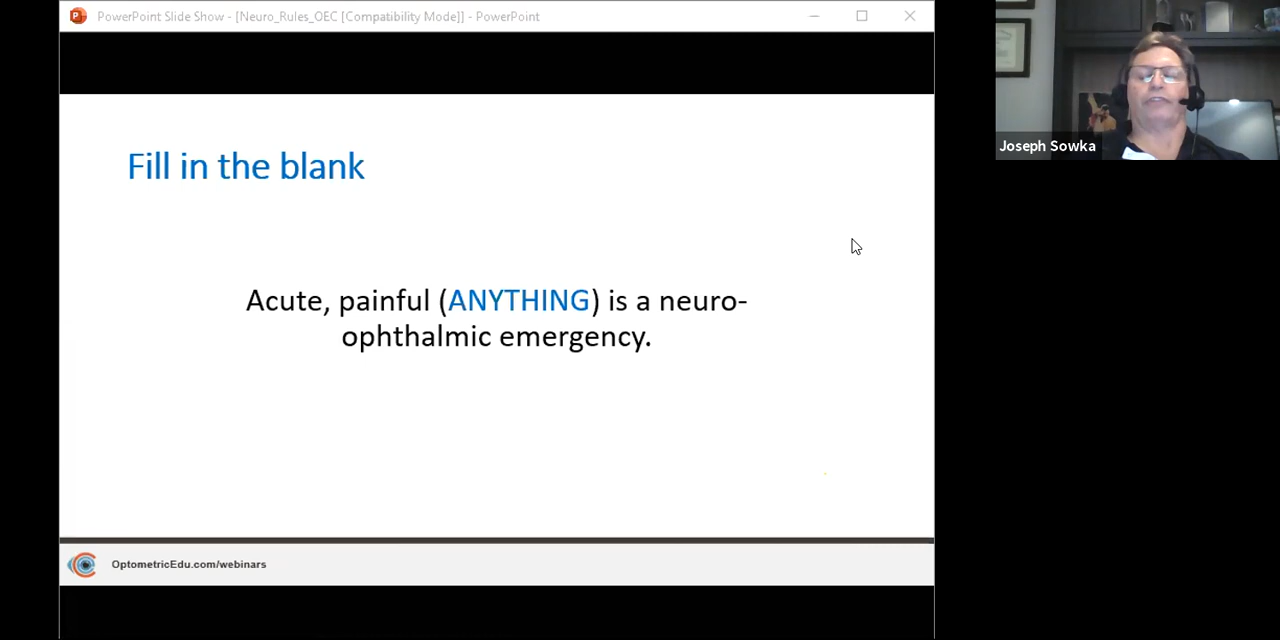 PowerPoint Slide Show - [Neuro_Rules_OEC [Compatibility Mode]] - PowerPoint
Joseph Sowka
Fill in the blank
Acute, painful (ANYTHING) is a neuro-
ophthalmic emergency.
OptometricEdu.com/webinars